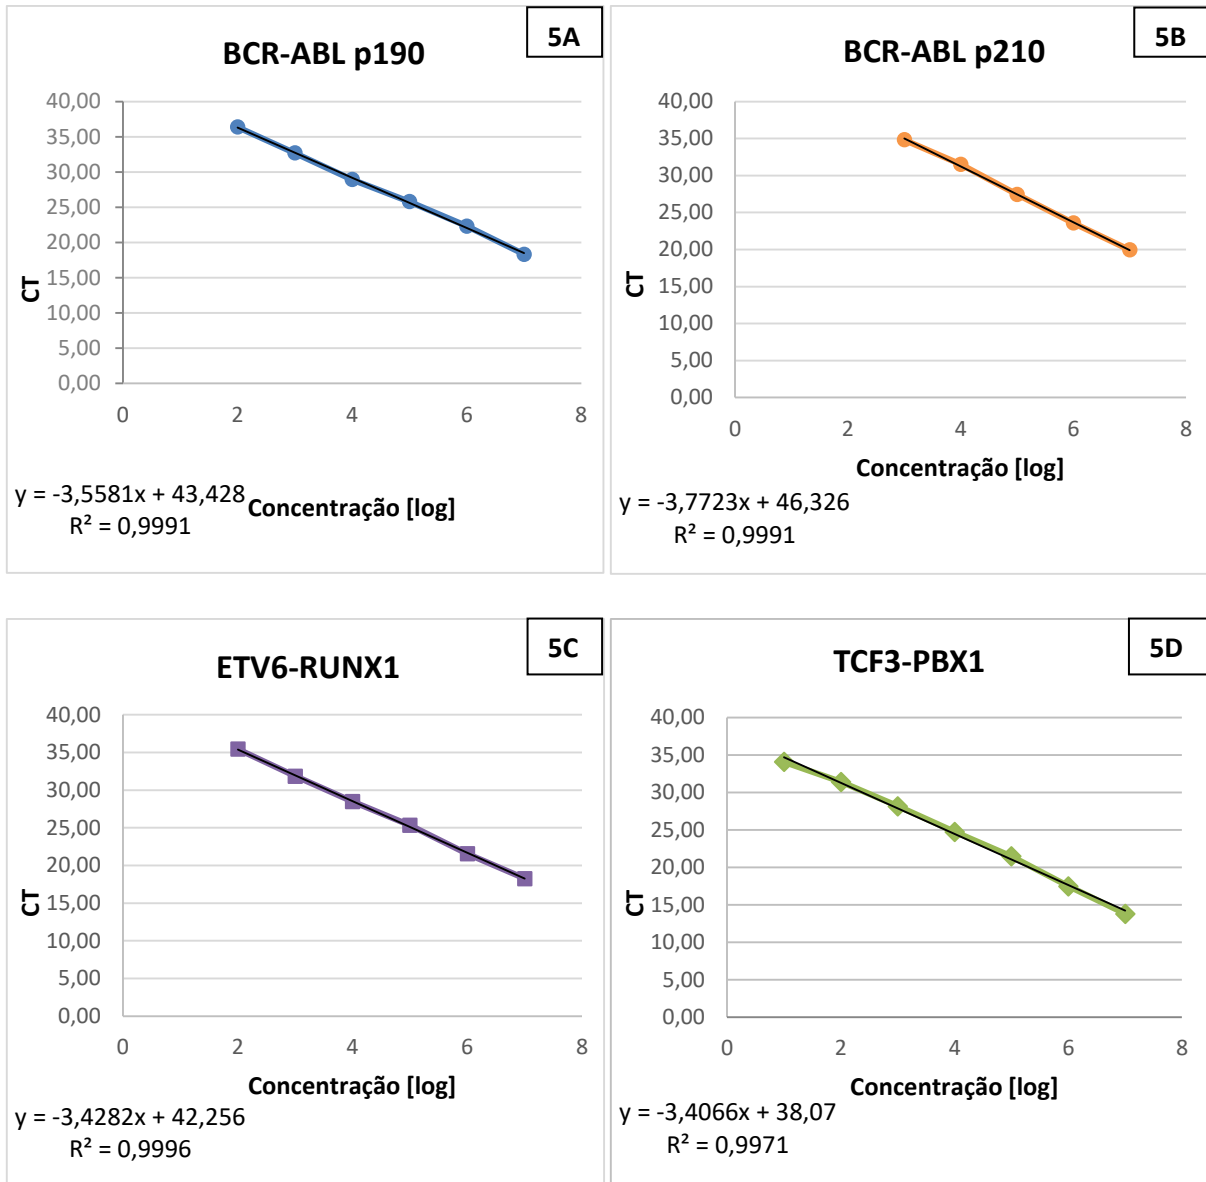 5A
BCR-ABL p190
40,00
35,00
30,00
25,00
20,00
15,00
10,00
5,00
0,00
CT
0 2 4 6 8
Concentração [log]
y = -3,5581x + 43,428
R² = 0,9991
5B
BCR-ABL p210
40,00
35,00
30,00
25,00
20,00
15,00
10,00
5,00
0,00
CT
0 2 4 6 8
Concentração [log]
y = -3,7723x + 46,326
R² = 0,9991
5C
ETV6-RUNX1
40,00
35,00
30,00
25,00
20,00
15,00
10,00
5,00
0,00
CT
0 2 4 6 8
Concentração [log]
y = -3,4282x + 42,256
R² = 0,9996
5D
TCF3-PBX1
40,00
35,00
30,00
25,00
20,00
15,00
10,00
5,00
0,00
CT
0 2 4 6 8
Concentração [log]
y = -3,4066x + 38,07
R² = 0,9971